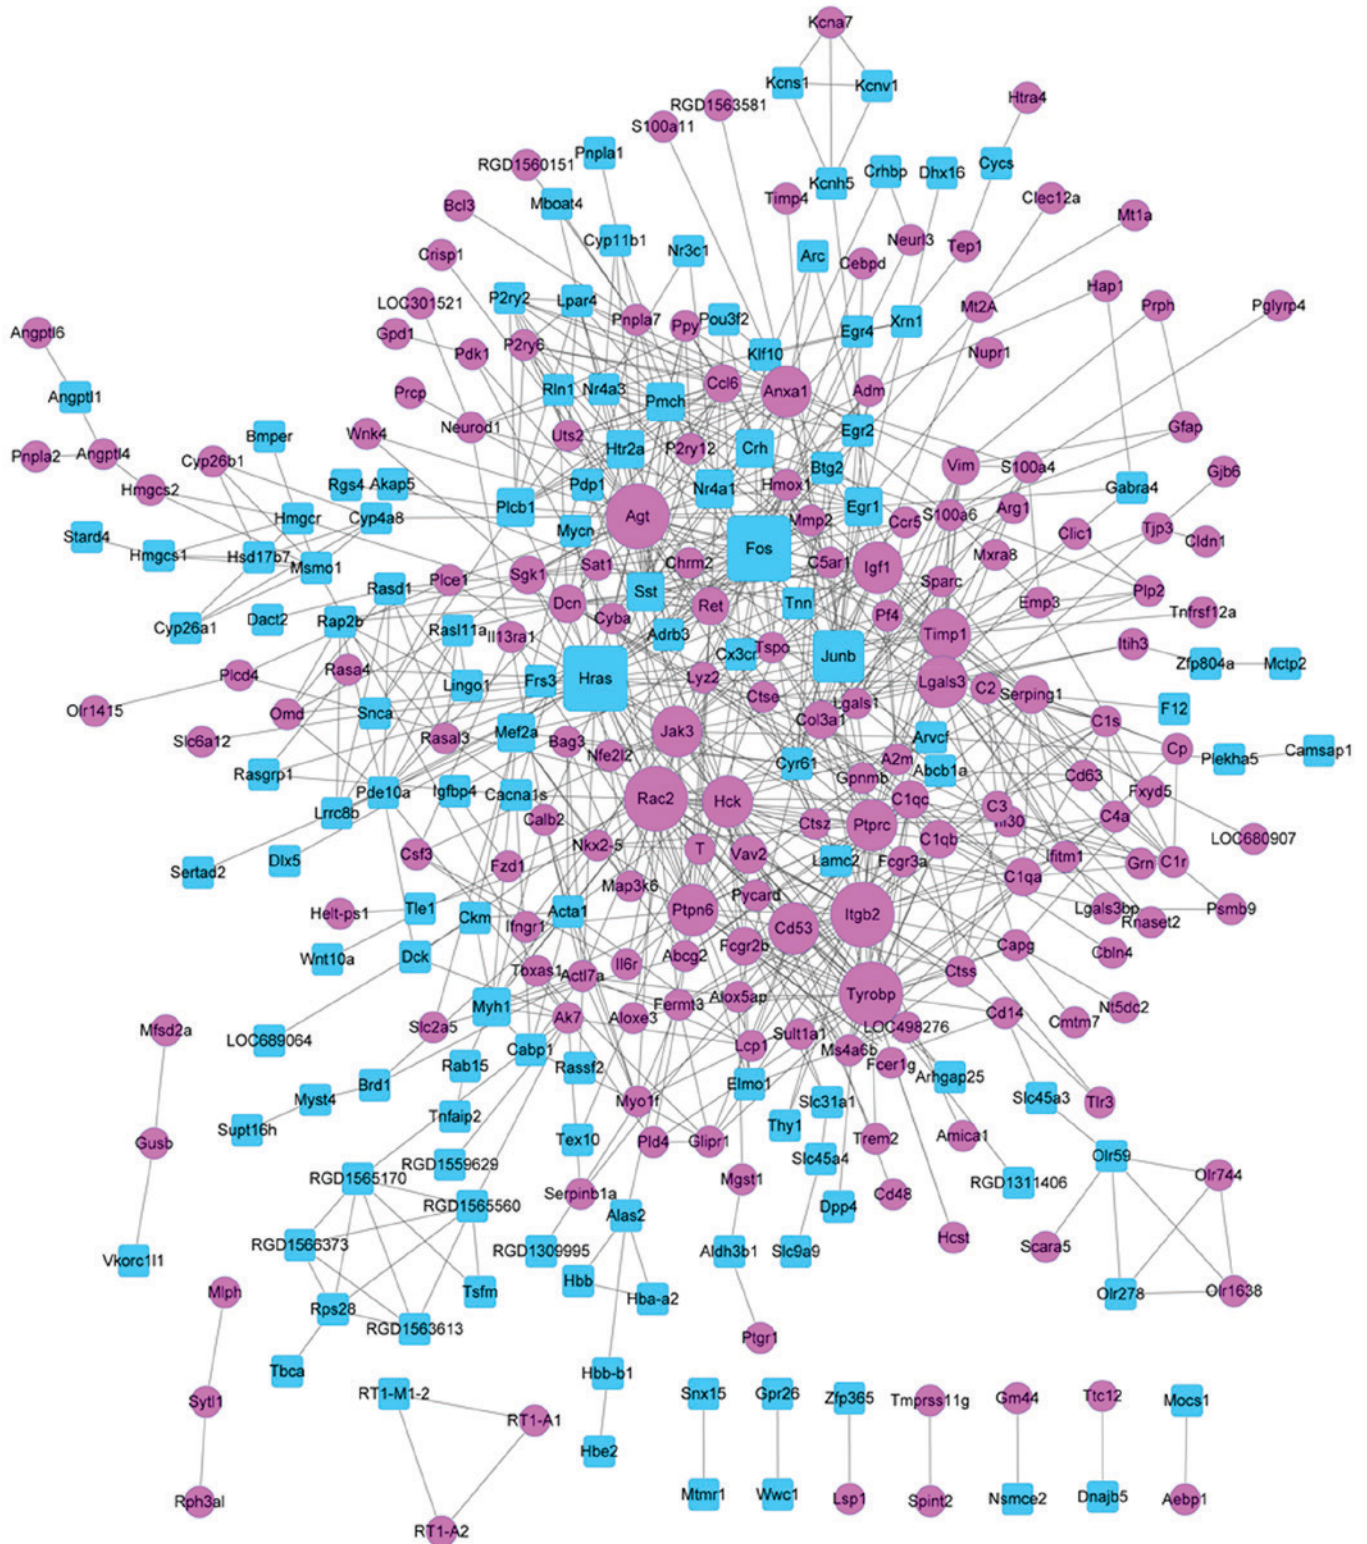 Kcna7
Kcns1
Kcnv1
Htra4
RGD1563581
S100a11
Pnpla1
RGD1560151
Kcnh5
Crhbp
Dhx16
Cycs
Mboat4
Timp4
Clec12a
Bcl3
Mt1a
Cyp11b1
Nr3c1
Neurl3
Tep1
Crisp1
Arc
Cebpd
Hap1
LOC301521
P2ry2
Lpar4
Mt2A
Prph
Pglyrp4
Angptl6
Gpd1
Pnpla7
Ppy
Pou3f2
Egr4
Xrn1
P2ry6
Pdk1
Klf10
Nupr1
Angptl1
Prcp
Rln1
Nr4a3
Pmch
Ccl6
Anxa1
Adm
Bmper
Wnk4
Neurod1
Uts2
Htr2a
P2ry12
Crh
Egr2
Gfap
Pnpla2
Angptl4
Cyp26b1
Btg2
Vim
S100a4
Gjb6
Hmgcs2
Rgs4
Akap5
Pdp1
Nr4a1
Hmox1
Gabra4
Plcb1
Agt
Egr1
S100a6
Arg1
Hmgcr
Cyp4a8
Mycn
Mmp2
Ccr5
Clic1
Tjp3
Cldn1
Stard4
Hmgcs1
Hsd17b7
Msmo1
Fos
C5ar1
Igf1
Mxra8
Sgk1
Sat1
Chrm2
Sparc
Plp2
Rasd1
Plce1
Dcn
Cyba
Sst
Ret
Tnn
Pf4
Emp3
Tnfrsf12a
Cyp26a1
Dact2
Rap2b
Rasl11a
Il13ra1
Adrb3
Cx3cr
Tspo
Junb
Timp1
Itih3
Zfp804a
Mctp2
Plcd4
Rasa4
Lingo1
Frs3
Hras
Lyz2
Ctse
Lgals1
Lgals3
C2
Serping1
F12
Olr1415
Omd
Snca
Col3a1
C1s
Slc6a12
Rasal3
Mef2a
Bag3
Nfe2l2
Jak3
Arvcf
Cp
Plekha5
Camsap1
Rasgrp1
Cyr61
A2m
Abcb1a
Cd63
Gpnmb
Pde10a
Igfbp4
Cacna1s
Rac2
Hck
C1qc
C3
Fxyd5
Lrrc8b
Calb2
Ctsz
Ptprc
C4a
C1qb
LOC680907
Sertad2
Dlx5
Csf3
Fzd1
Nkx2-5
T
Vav2
Lamc2
Fcgr3a
C1qa
Ifitm1
Grn
C1r
Map3k6
Pycard
Helt-ps1
Tle1
Ckm
Ifngr1
Acta1
Ptpn6
Cd53
Itgb2
Lgals3bp
Rnaset2
Psmb9
Wnt10a
Dck
Fcgr2b
Capg
Cbln4
Abcg2
Tbxas1
Actl7a
Il6r
Ctss
Alox5ap
Tyrobp
Nt5dc2
Mfsd2a
LOC689064
Slc2a5
Myh1
Ak7
Aloxe3
Fermt3
Cd14
Cmtm7
LOC498276
Sult1a1
Cabp1
Rab15
Rassf2
Lcp1
Ms4a6b
Fcer1g
Arhgap25
Elmo1
Myst4
Brd1
Slc45a3
Tlr3
Supt16h
Tnfaip2
Myo1f
Slc31a1
Thy1
Gusb
Tex10
Pld4
Glipr1
Trem2
Amica1
Olr59
Slc45a4
RGD1559629
RGD1565170
RGD1565560
Mgst1
Cd48
RGD1311406
Olr744
Serpinb1a
Dpp4
Alas2
RGD1566373
RGD1309995
Aldh3b1
Slc9a9
Hcst
Scara5
Vkorc1l1
Hbb
Tsfm
Hba-a2
Mlph
Rps28
RGD1563613
Olr278
Olr1638
Ptgr1
Tbca
Hbb-b1
RT1-M1-2
Snx15
Gpr26
Zfp365
Tmprss11g
Gm44
Ttc12
Mocs1
Sytl1
RT1-A1
Hbe2
Rph3al
Mtmr1
Wwc1
Lsp1
Spint2
Nsmce2
Dnajb5
Aebp1
RT1-A2